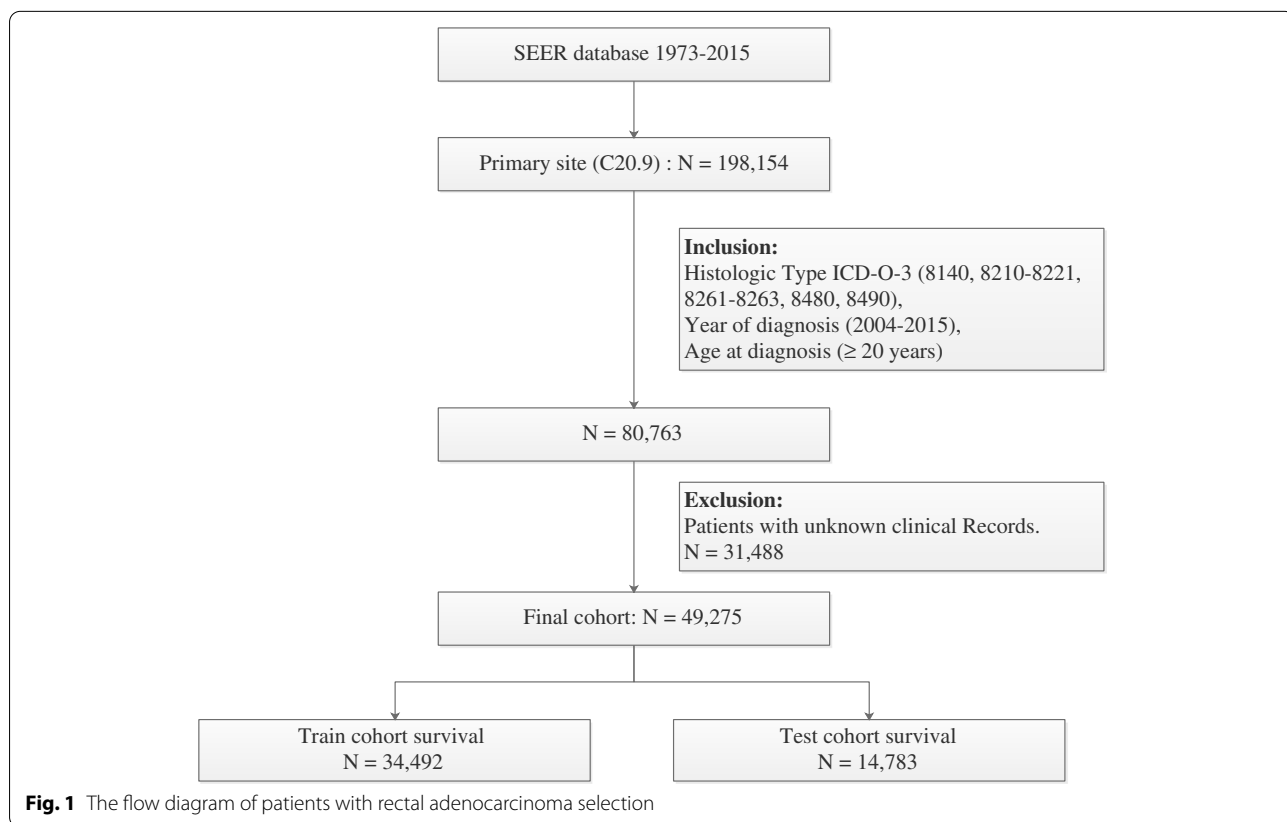 SEER database 1973-2015
Primary site (C20.9) : N = 198,154
Inclusion:
Histologic Type ICD-O-3 (8140, 8210-8221,
8261-8263, 8480, 8490),
Year of diagnosis (2004-2015),
Age at diagnosis (≥ 20 years)
N = 80,763
Exclusion:
Patients with unknown clinical Records.
N = 31,488
Final cohort: N = 49,275
Train cohort survival
N = 34,492
Test cohort survival
N = 14,783
Fig. 1 The flow diagram of patients with rectal adenocarcinoma selection